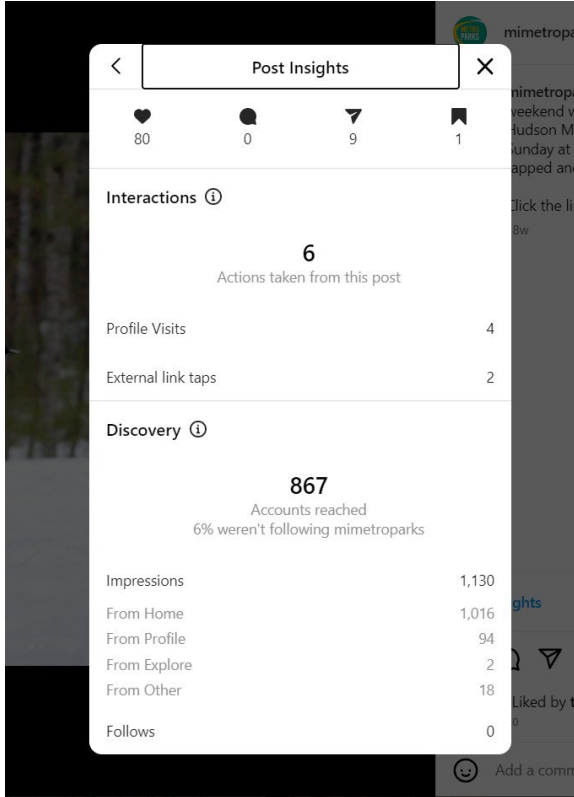 METRO
PARKS
mimetropa
Post Insights
80
0
9
1
Interactions
6
Actions taken from this post
Profile Visits
4
External link taps
2
Discovery
867
Accounts reached
6% weren't following mimetroparks
Impressions
1,130
From Home
1,016
From Profile
94
From Explore
2
From Other
18
Follows
0
mimetropa
weekend w
Hudson M
Sunday at
apped and
Click the li
8w
ghts
Liked by t
Add a comm